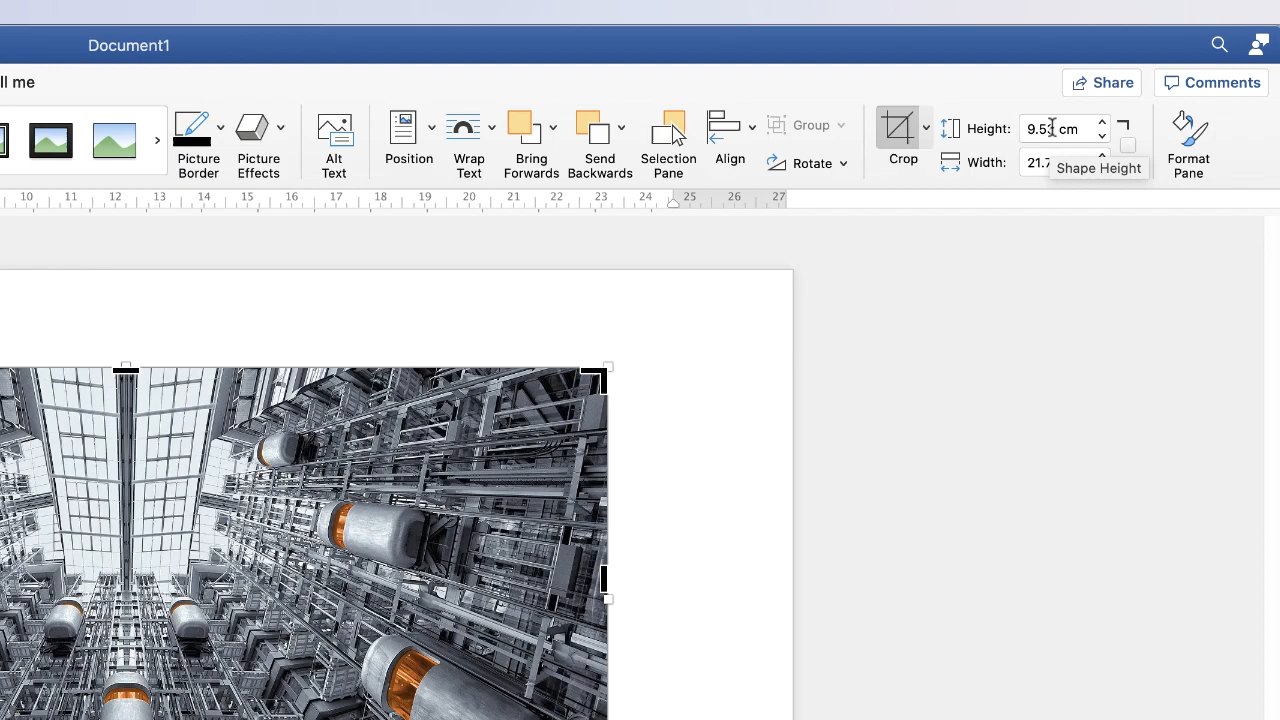 Document1
ll me
Share
Comments
Picture Border
Picture Effects
Alt Text
Position
Wrap Text
Bring Forwards
Send Backwards
Selection Pane
Align
Group
Rotate
Crop
Height:
cm
Width:
Shape Height
Format Pane
10 11 12 13 14 15 16 17 18 19 20 21 22 23 24 25 26 27